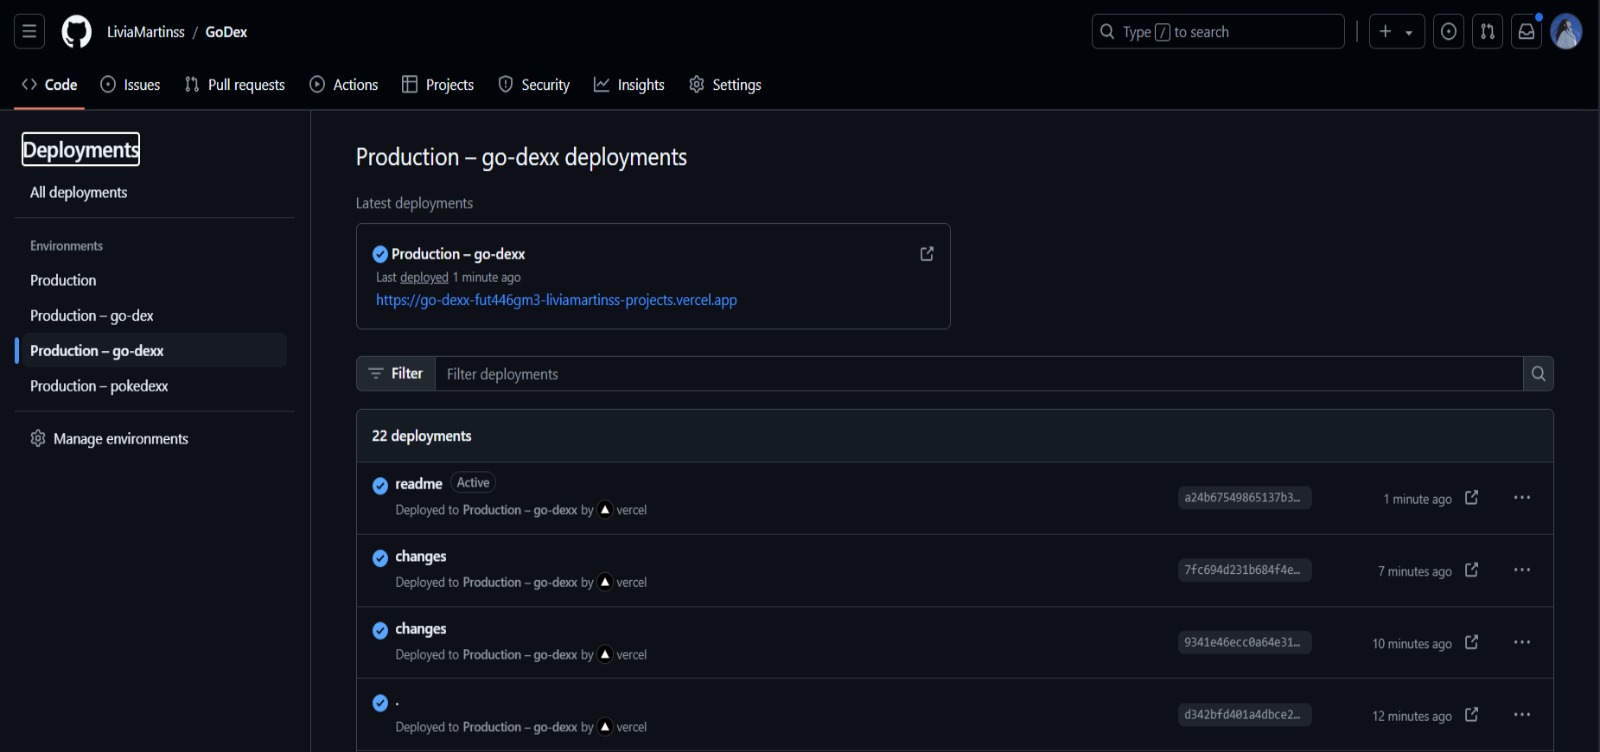 LiviaMartinss / GoDex
Type / to search
Code Issues Pull requests Actions Projects Security Insights Settings
Deployments
All deployments
Environments
Production
Production – go-dex
Production – go-dexx
Production – pokedexx
Manage environments
Production – go-dexx deployments
Latest deployments
Production – go-dexx
Last deployed 1 minute ago
https://go-dexx-fut446gm3-liviamartinss-projects.vercel.app
Filter Filter deployments
22 deployments
readme Active
Deployed to Production – go-dexx by vercel
a24b67549865137b3… 1 minute ago
changes
Deployed to Production – go-dexx by vercel
7fc694d231b684f4e… 7 minutes ago
changes
Deployed to Production – go-dexx by vercel
9341e46ecc0a64e31… 10 minutes ago
.
Deployed to Production – go-dexx by vercel
d342bfd401a4dbce2… 12 minutes ago